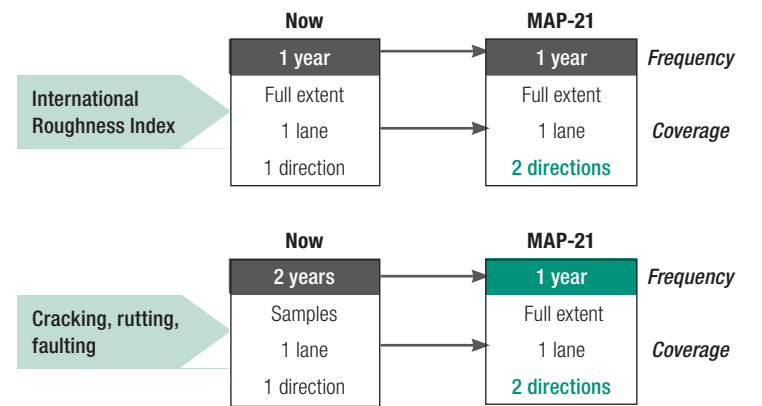 Now MAP-21
1 year 1 year Frequency
International Roughness Index
Full extent Full extent
1 lane 1 lane Coverage
1 direction 2 directions
Now MAP-21
2 years 1 year Frequency
Cracking, rutting, faulting
Samples Full extent
1 lane 1 lane Coverage
1 direction 2 directions